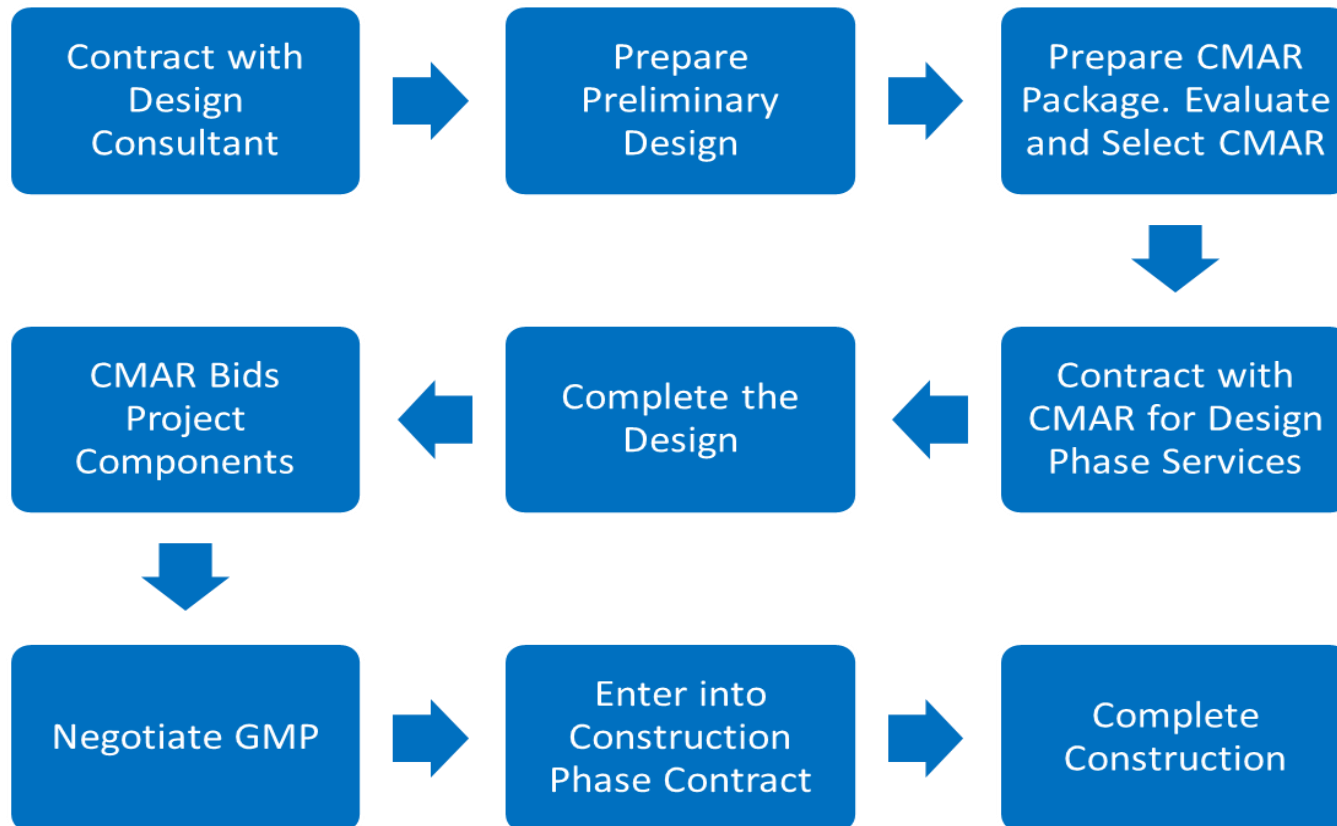 Contract with
Design
Consultant
Prepare
Preliminary
Design
Prepare CMAR
Package. Evaluate
and Select CMAR
Contract with
CMAR for Design
Phase Services
Complete the
Design
CMAR Bids
Project
Components
Negotiate GMP
Enter into
Construction
Phase Contract
Complete
Construction